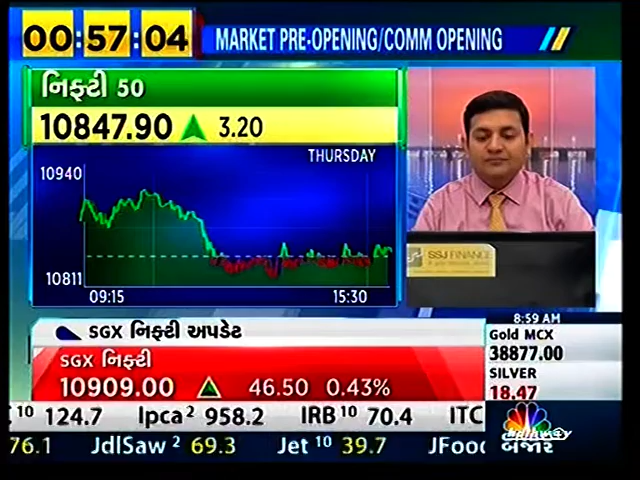 00:57:04
MARKET PRE-OPENING/COMM OPENING
નિફ્ટી 50
10847.90 3.20
THURSDAY
10940
10811
09:15 15:30
SSJ FINANCE
8:59 AM
SGX નિફ્ટી અપડેટ
SGX નિફ્ટી
10909.00 46.50 0.43%
Gold MCX
38877.00
SILVER
18.47
10 124.7 Ipca 2 958.2 IRB 10 70.4 ITC
76.1 JdlSaw 2 69.3 Jet 10 39.7 JFood
hathway
બજાર